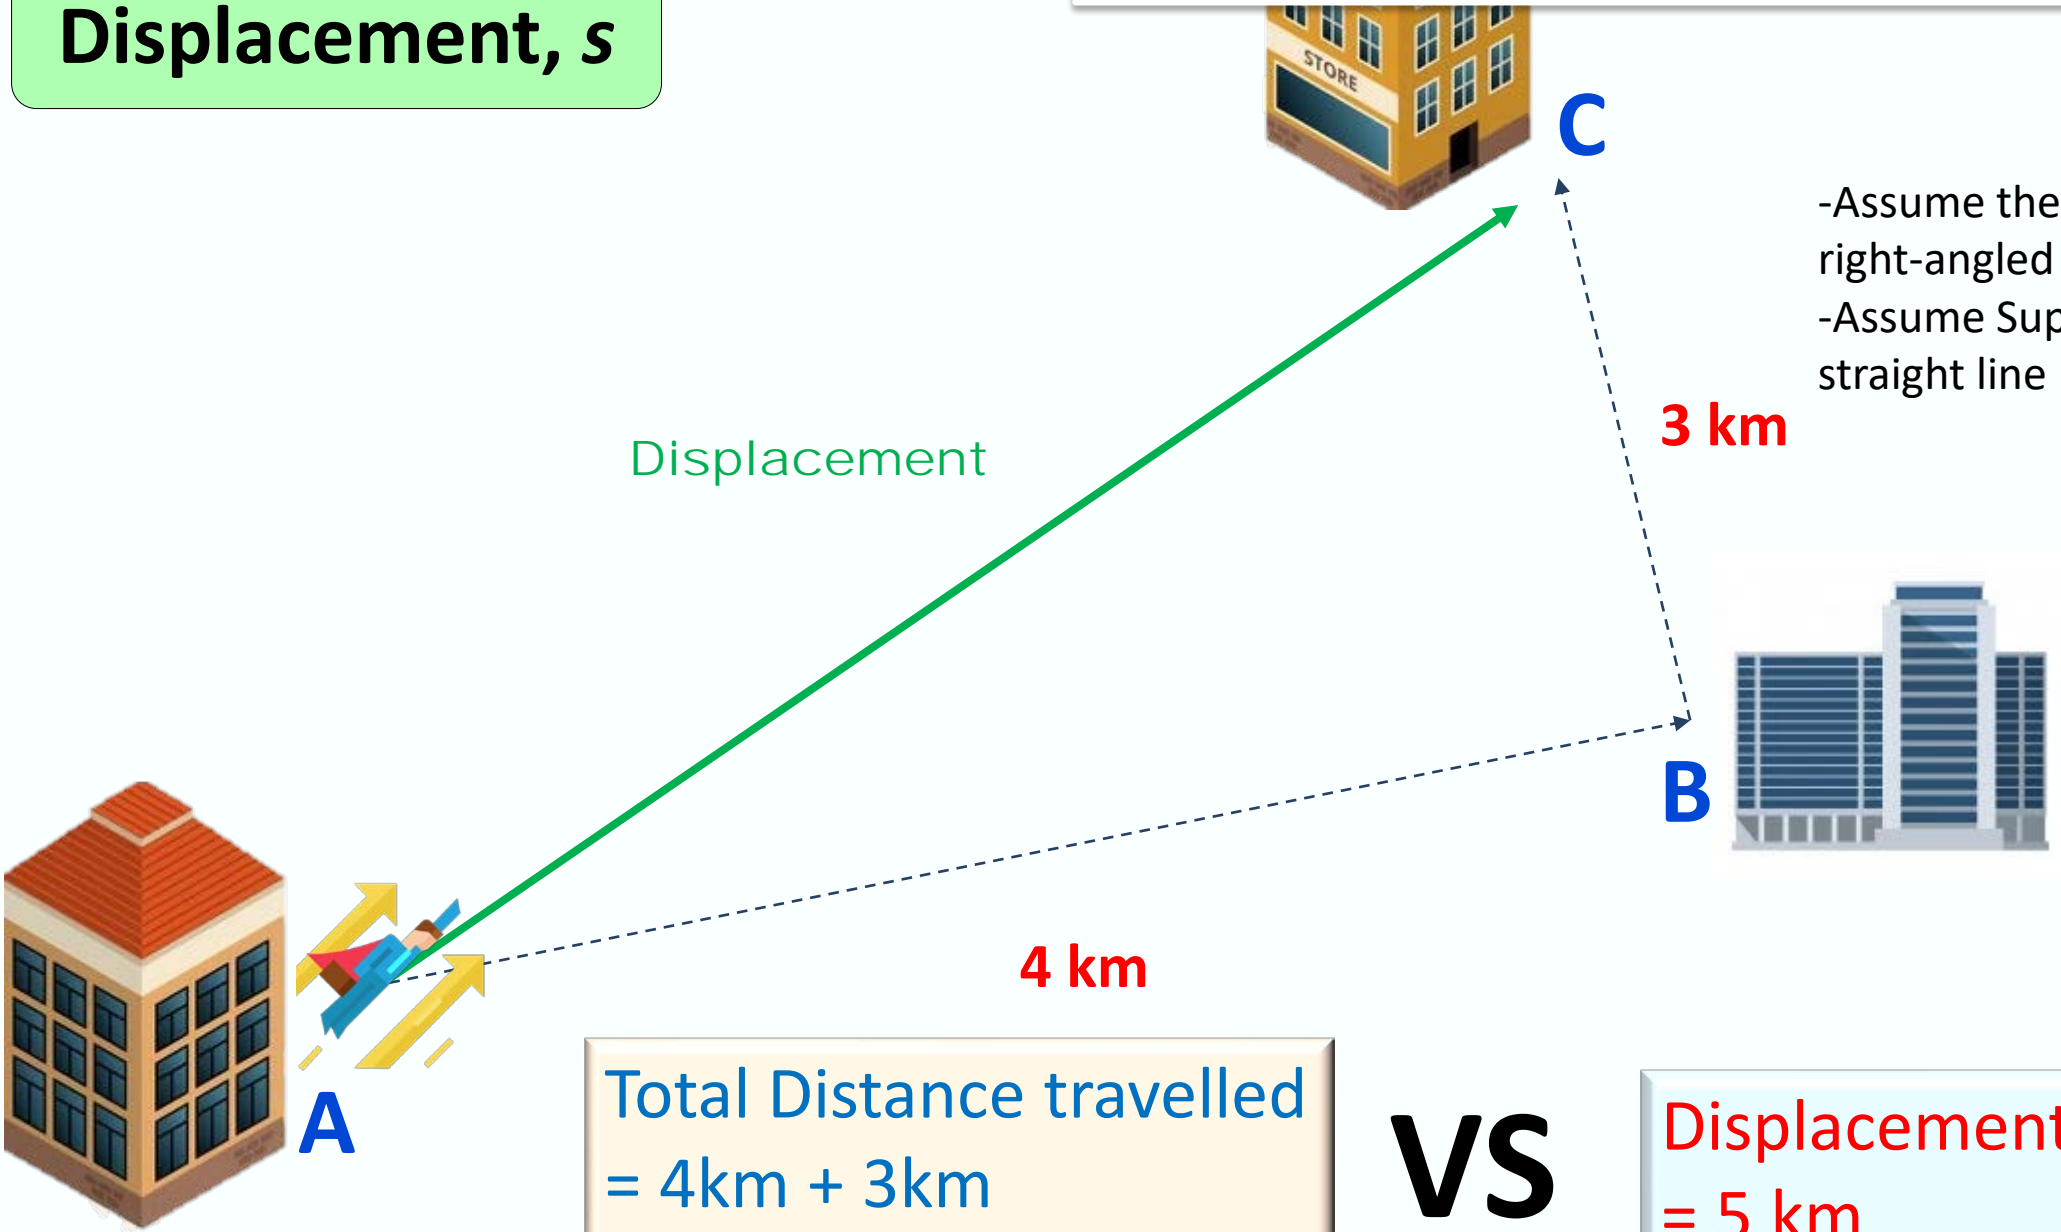 Displacement, s
STORE
C
-Assume the
right-angled
-Assume Sup
straight line
3 km
Displacement
B
4 km
A
Total Distance travelled
= 4km + 3km
VS
Displacement
= 5 km